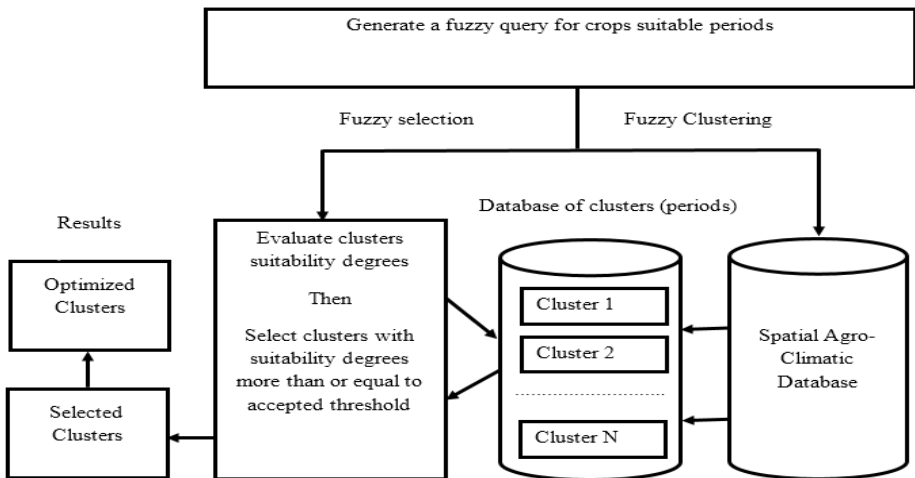 Generate a fuzzy query for crops suitable periods
Fuzzy selection
Fuzzy Clustering
Results
Optimized
Clusters
Selected
Clusters
Evaluate clusters
suitability degrees
Then
Select clusters with
suitability degrees
more than or equal to
accepted threshold
Database of clusters (periods)
Cluster 1
Cluster 2
Cluster N
Spatial Agro-
Climatic
Database